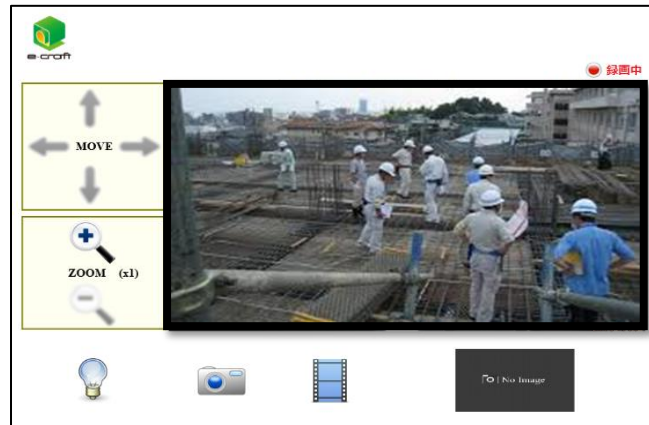 e-craft
録画中
MOVE
ZOOM (x1)
No Image